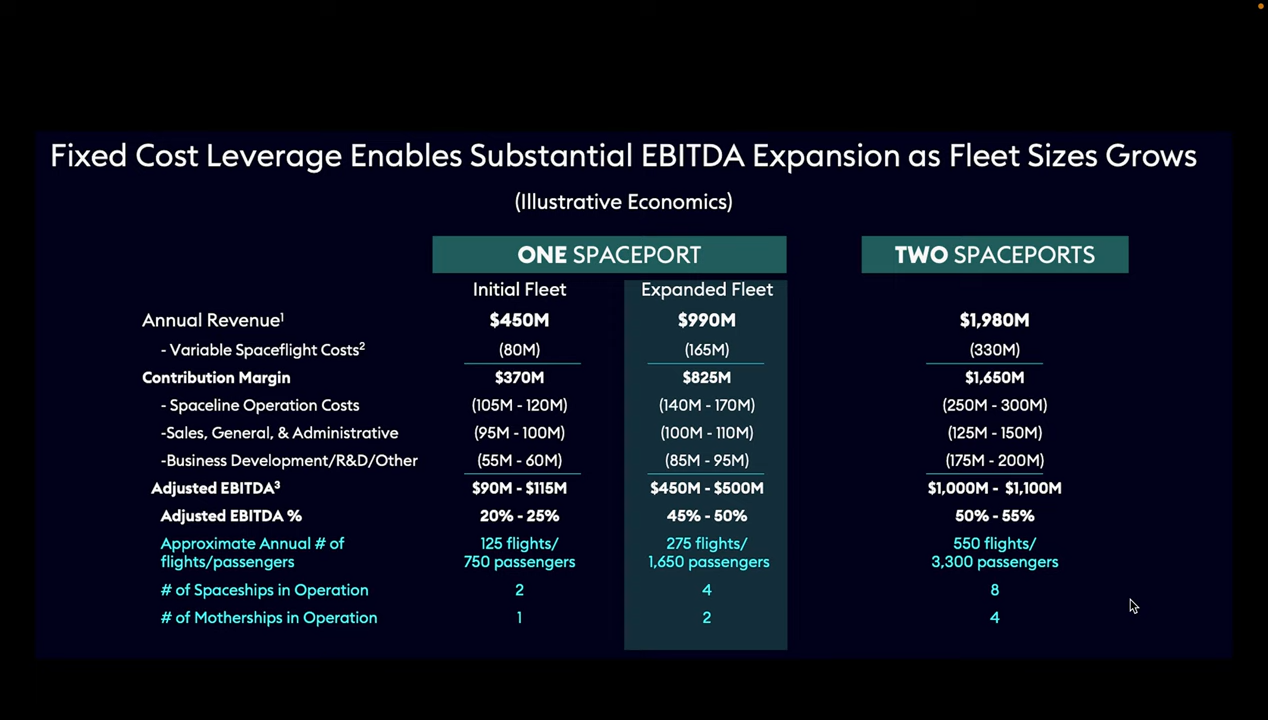 Fixed Cost Leverage Enables Substantial EBITDA Expansion as Fleet Sizes Grows
(Illustrative Economics)
ONE SPACEPORT TWO SPACEPORTS
Initial Fleet Expanded Fleet
Annual Revenue¹ $450M $990M $1,980M
- Variable Spaceflight Costs² (80M) (165M) (330M)
Contribution Margin $370M $825M $1,650M
- Spaceline Operation Costs (105M - 120M) (140M - 170M) (250M - 300M)
-Sales, General, & Administrative (95M - 100M) (100M - 110M) (125M - 150M)
-Business Development/R&D/Other (55M - 60M) (85M - 95M) (175M - 200M)
Adjusted EBITDA³ $90M - $115M $450M - $500M $1,000M - $1,100M
Adjusted EBITDA % 20% - 25% 45% - 50% 50% - 55%
Approximate Annual # of 125 flights/ 275 flights/ 550 flights/
flights/passengers 750 passengers 1,650 passengers 3,300 passengers
# of Spaceships in Operation 2 4 8
# of Motherships in Operation 1 2 4